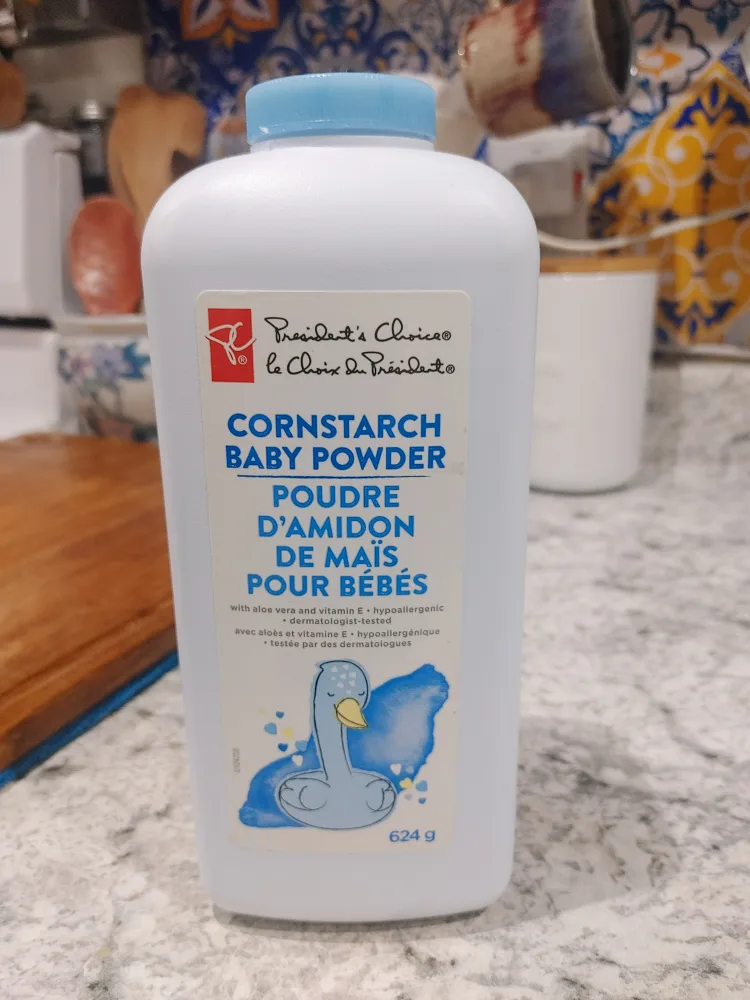 PC®
President's Choice®
le Choix du Président®
CORNSTARCH
BABY POWDER
POUDRE
D'AMIDON
DE MAÏS
POUR BÉBÉS
with aloe vera and vitamin E • hypoallergenic
• dermatologist-tested
avec aloès et vitamine E • hypoallergénique
• testée par des dermatologues
624 g